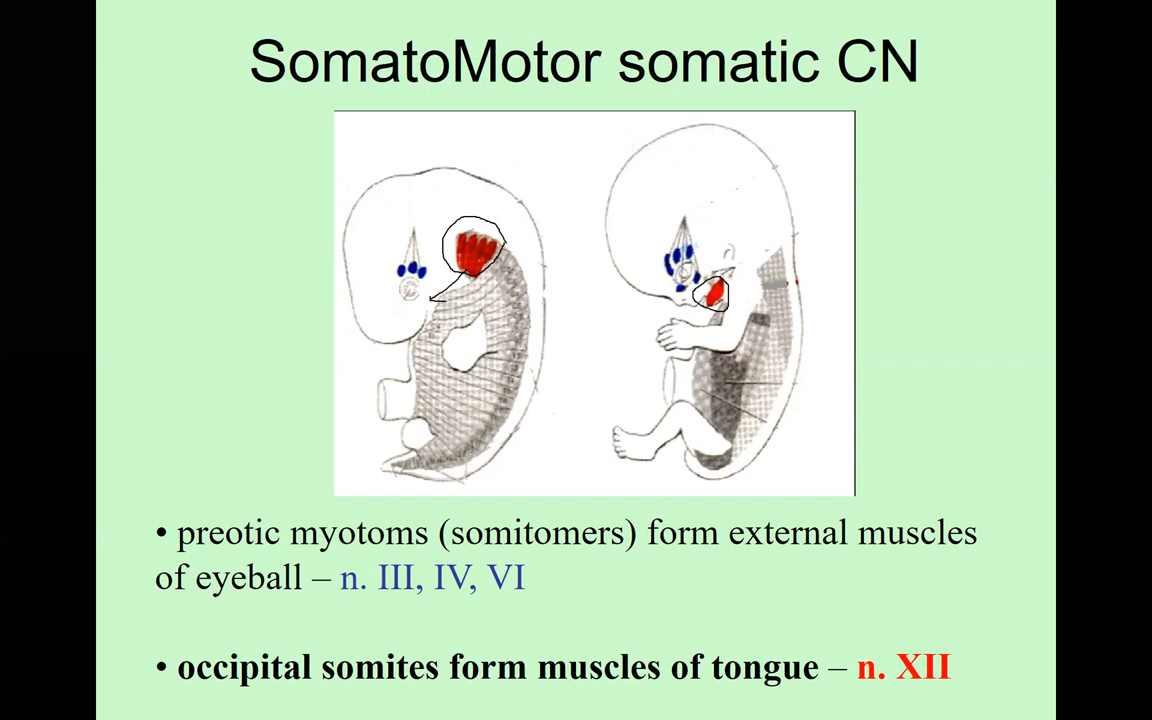 SomatoMotor somatic CN
• preotic myotoms (somitomers) form external muscles
of eyeball – n. III, IV, VI
• occipital somites form muscles of tongue – n. XII